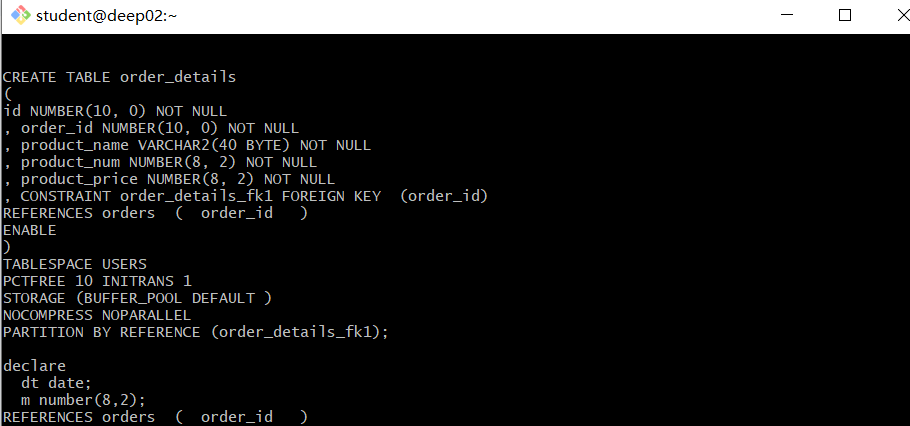 student@deep02:~
CREATE TABLE order_details
(
id NUMBER(10, 0) NOT NULL
, order_id NUMBER(10, 0) NOT NULL
, product_name VARCHAR2(40 BYTE) NOT NULL
, product_num NUMBER(8, 2) NOT NULL
, product_price NUMBER(8, 2) NOT NULL
, CONSTRAINT order_details_fk1 FOREIGN KEY  (order_id)
REFERENCES orders  (  order_id   )
ENABLE
)
TABLESPACE USERS
PCTFREE 10 INITRANS 1
STORAGE (BUFFER_POOL DEFAULT )
NOCOMPRESS NOPARALLEL
PARTITION BY REFERENCE (order_details_fk1);
declare
  dt date;
  m number(8,2);
REFERENCES orders  (  order_id   )